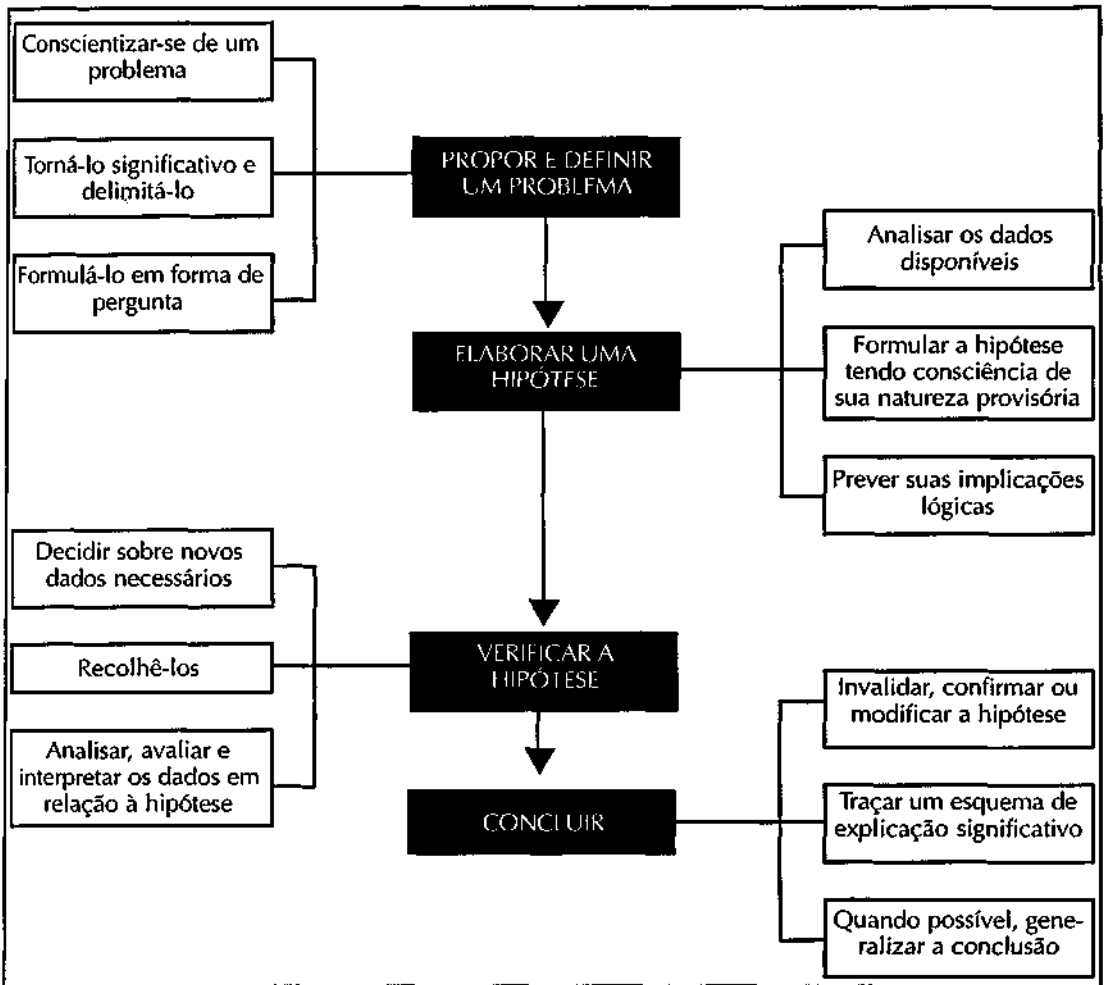 Conscientizar-se de um
problema
Torná-lo significativo e
delimitá-lo
Formulá-lo em forma de
pergunta
PROPOR E DEFINIR
UM PROBLEMA
Analisar os dados
disponíveis
Formular a hipótese
tendo consciência de
sua natureza provisória
Prever suas implicações
lógicas
ELABORAR UMA
HIPÓTESE
Decidir sobre novos
dados necessários
Recolhê-los
Analisar, avaliar e
interpretar os dados em
relação à hipótese
VERIFICAR A
HIPÓTESE
Invalidar, confirmar ou
modificar a hipótese
Traçar um esquema de
explicação significativo
Quando possível, gene-
ralizar a conclusão
CONCLUIR